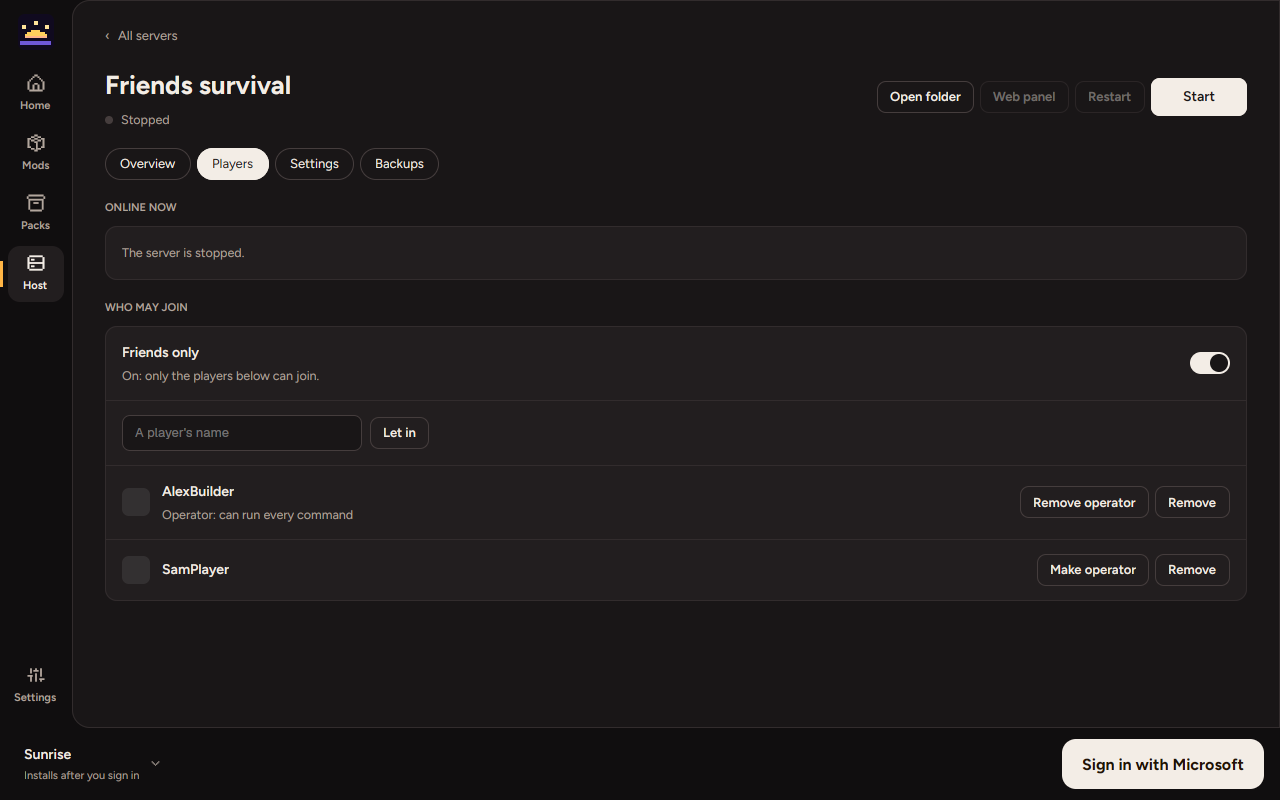 Home
Mods
Packs
Host
Settings
‹ All servers
Friends survival
Stopped
Open folder
Web panel
Restart
Start
Overview
Players
Settings
Backups
ONLINE NOW
The server is stopped.
WHO MAY JOIN
Friends only
On: only the players below can join.
A player's name
Let in
AlexBuilder
Operator: can run every command
Remove operator
Remove
SamPlayer
Make operator
Remove
Sunrise
Installs after you sign in
Sign in with Microsoft